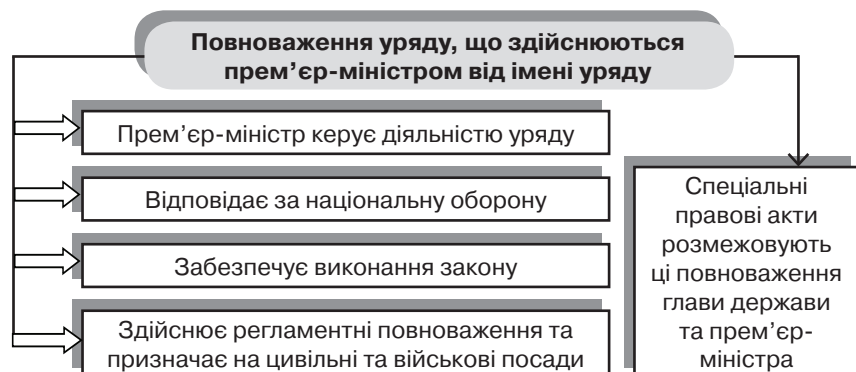 Повноваження уряду, що здійснюються
прем’єр-міністром від імені уряду
Прем’єр-міністр керує діяльністю уряду
Відповідає за національну оборону
Забезпечує виконання закону
Здійснює регламентні повноваження та
призначає на цивільні та військові посади
Спеціальні
правові акти
розмежовують
ці повноваження
глави держави
та прем’єр-
міністра